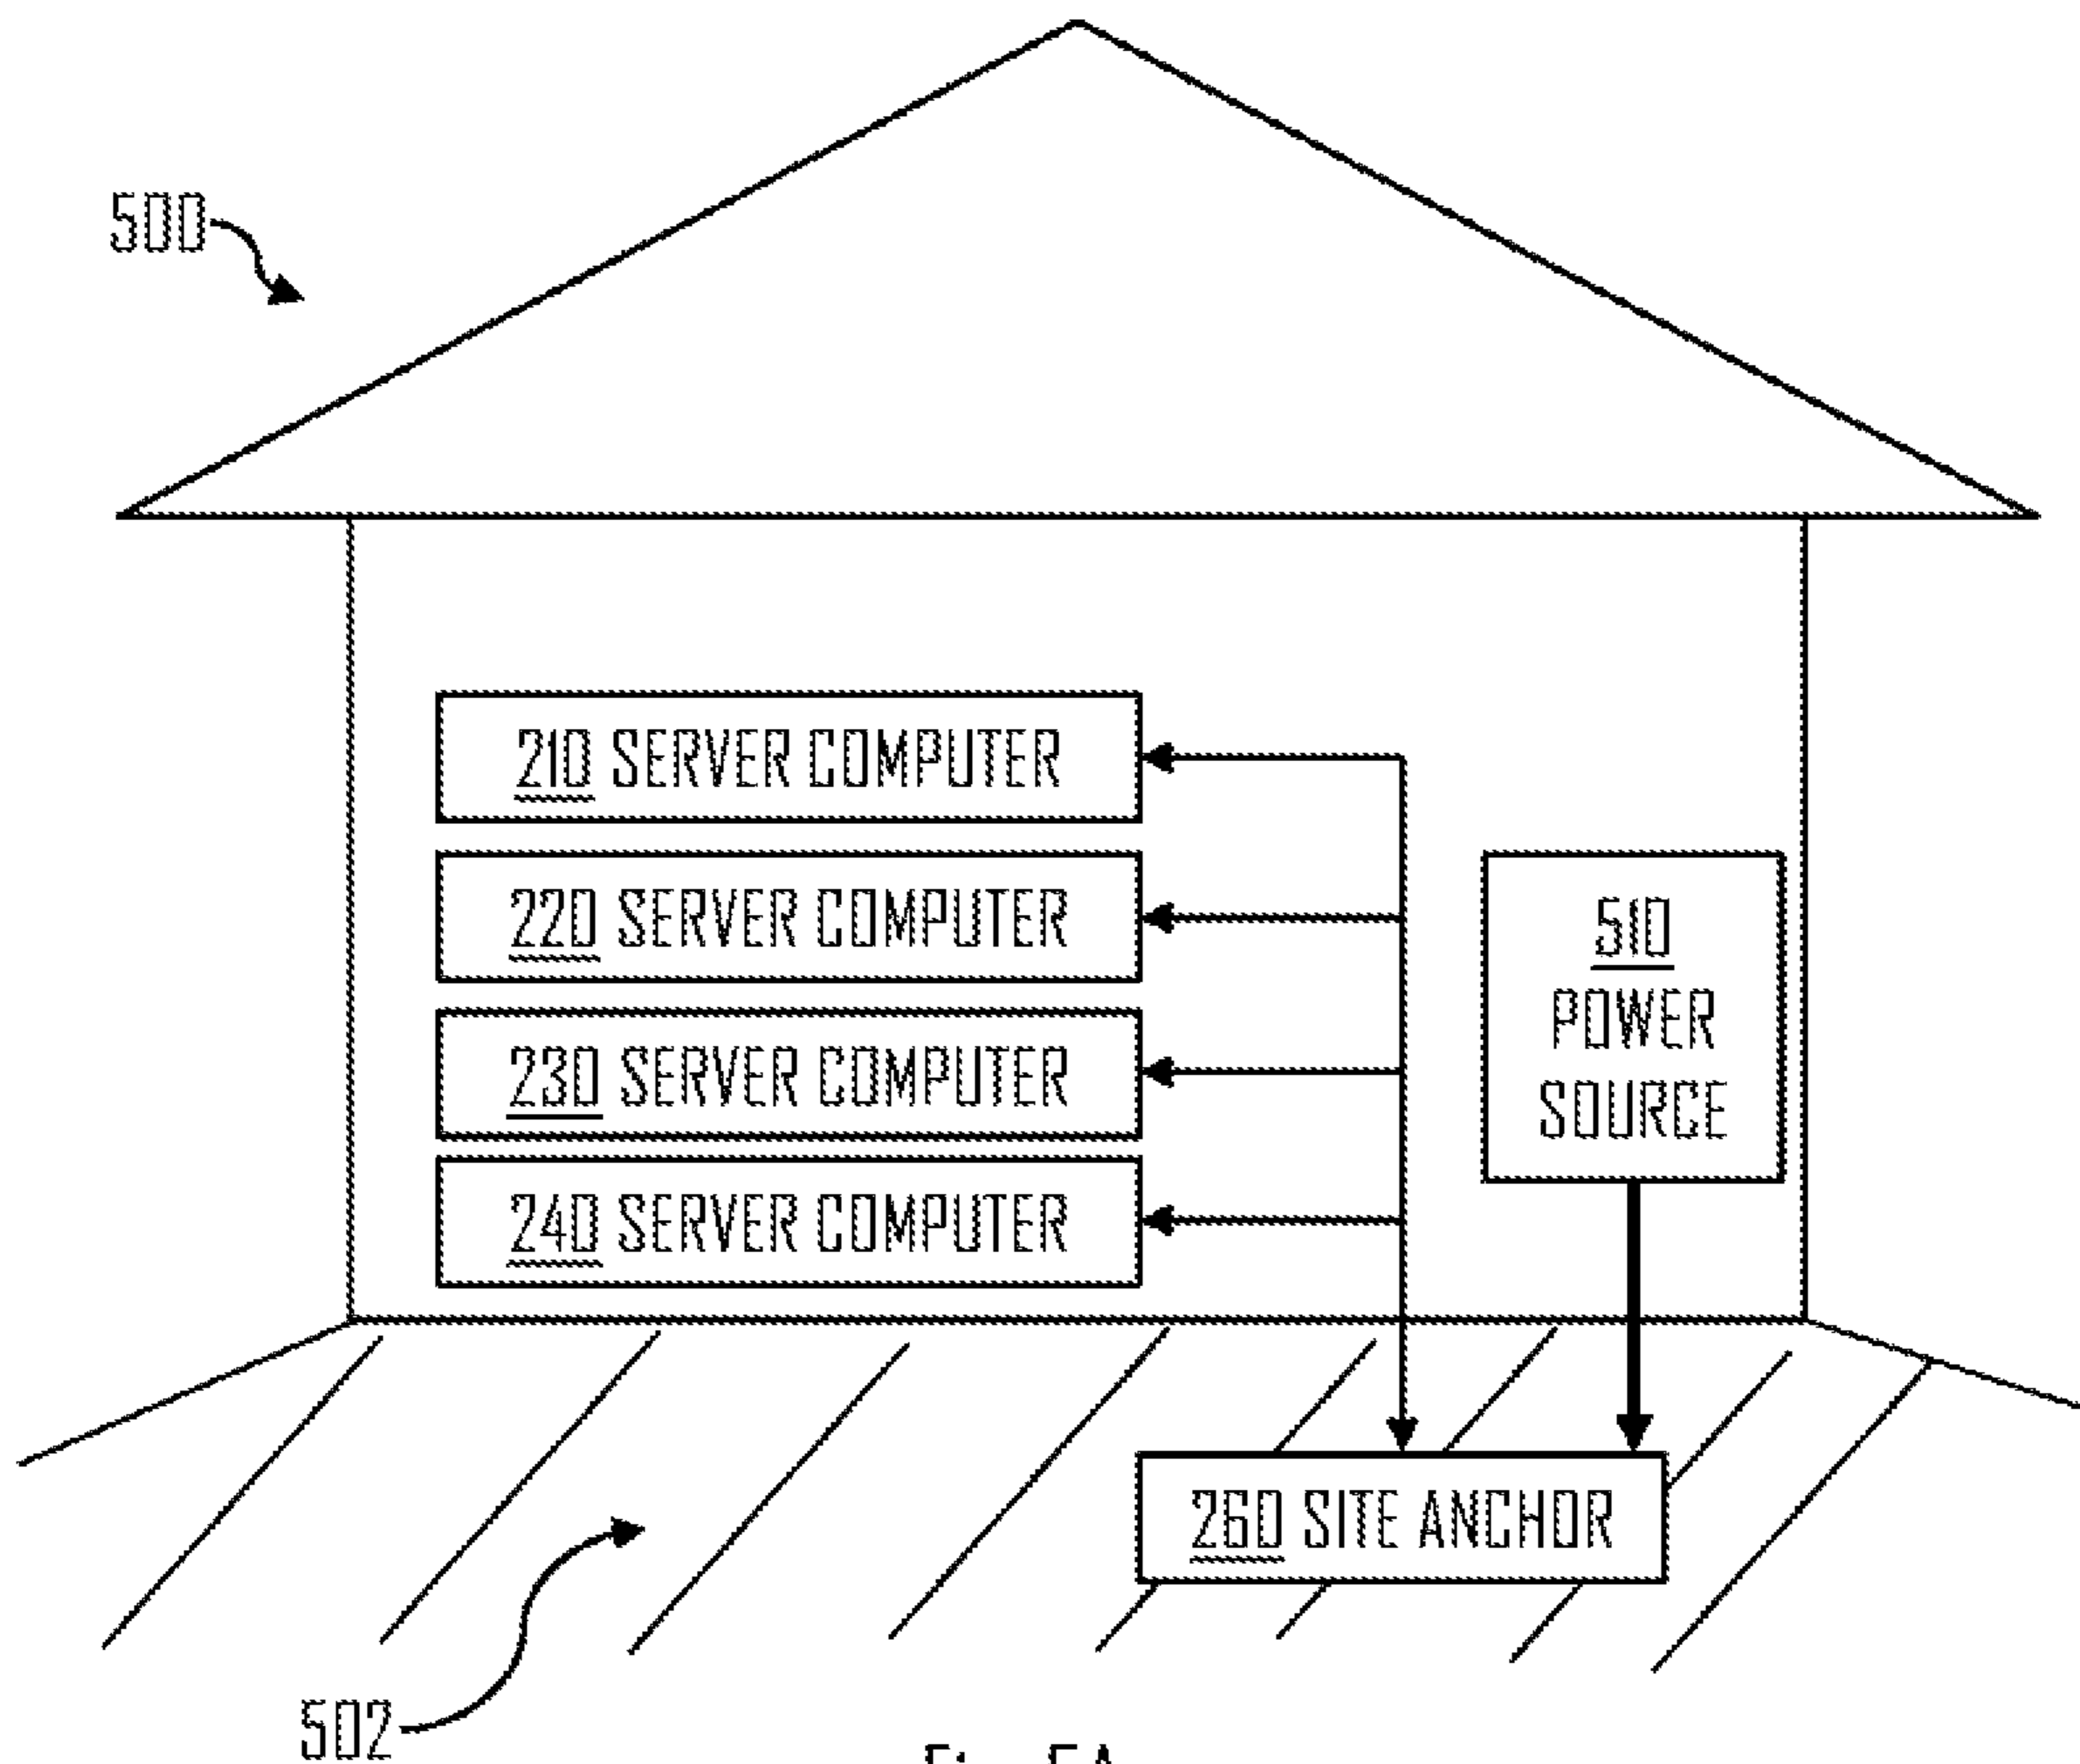 500
210 SERVER COMPUTER
220 SERVER COMPUTER
230 SERVER COMPUTER
240 SERVER COMPUTER
510
POWER
SOURCE
260 SITE ANCHOR
502